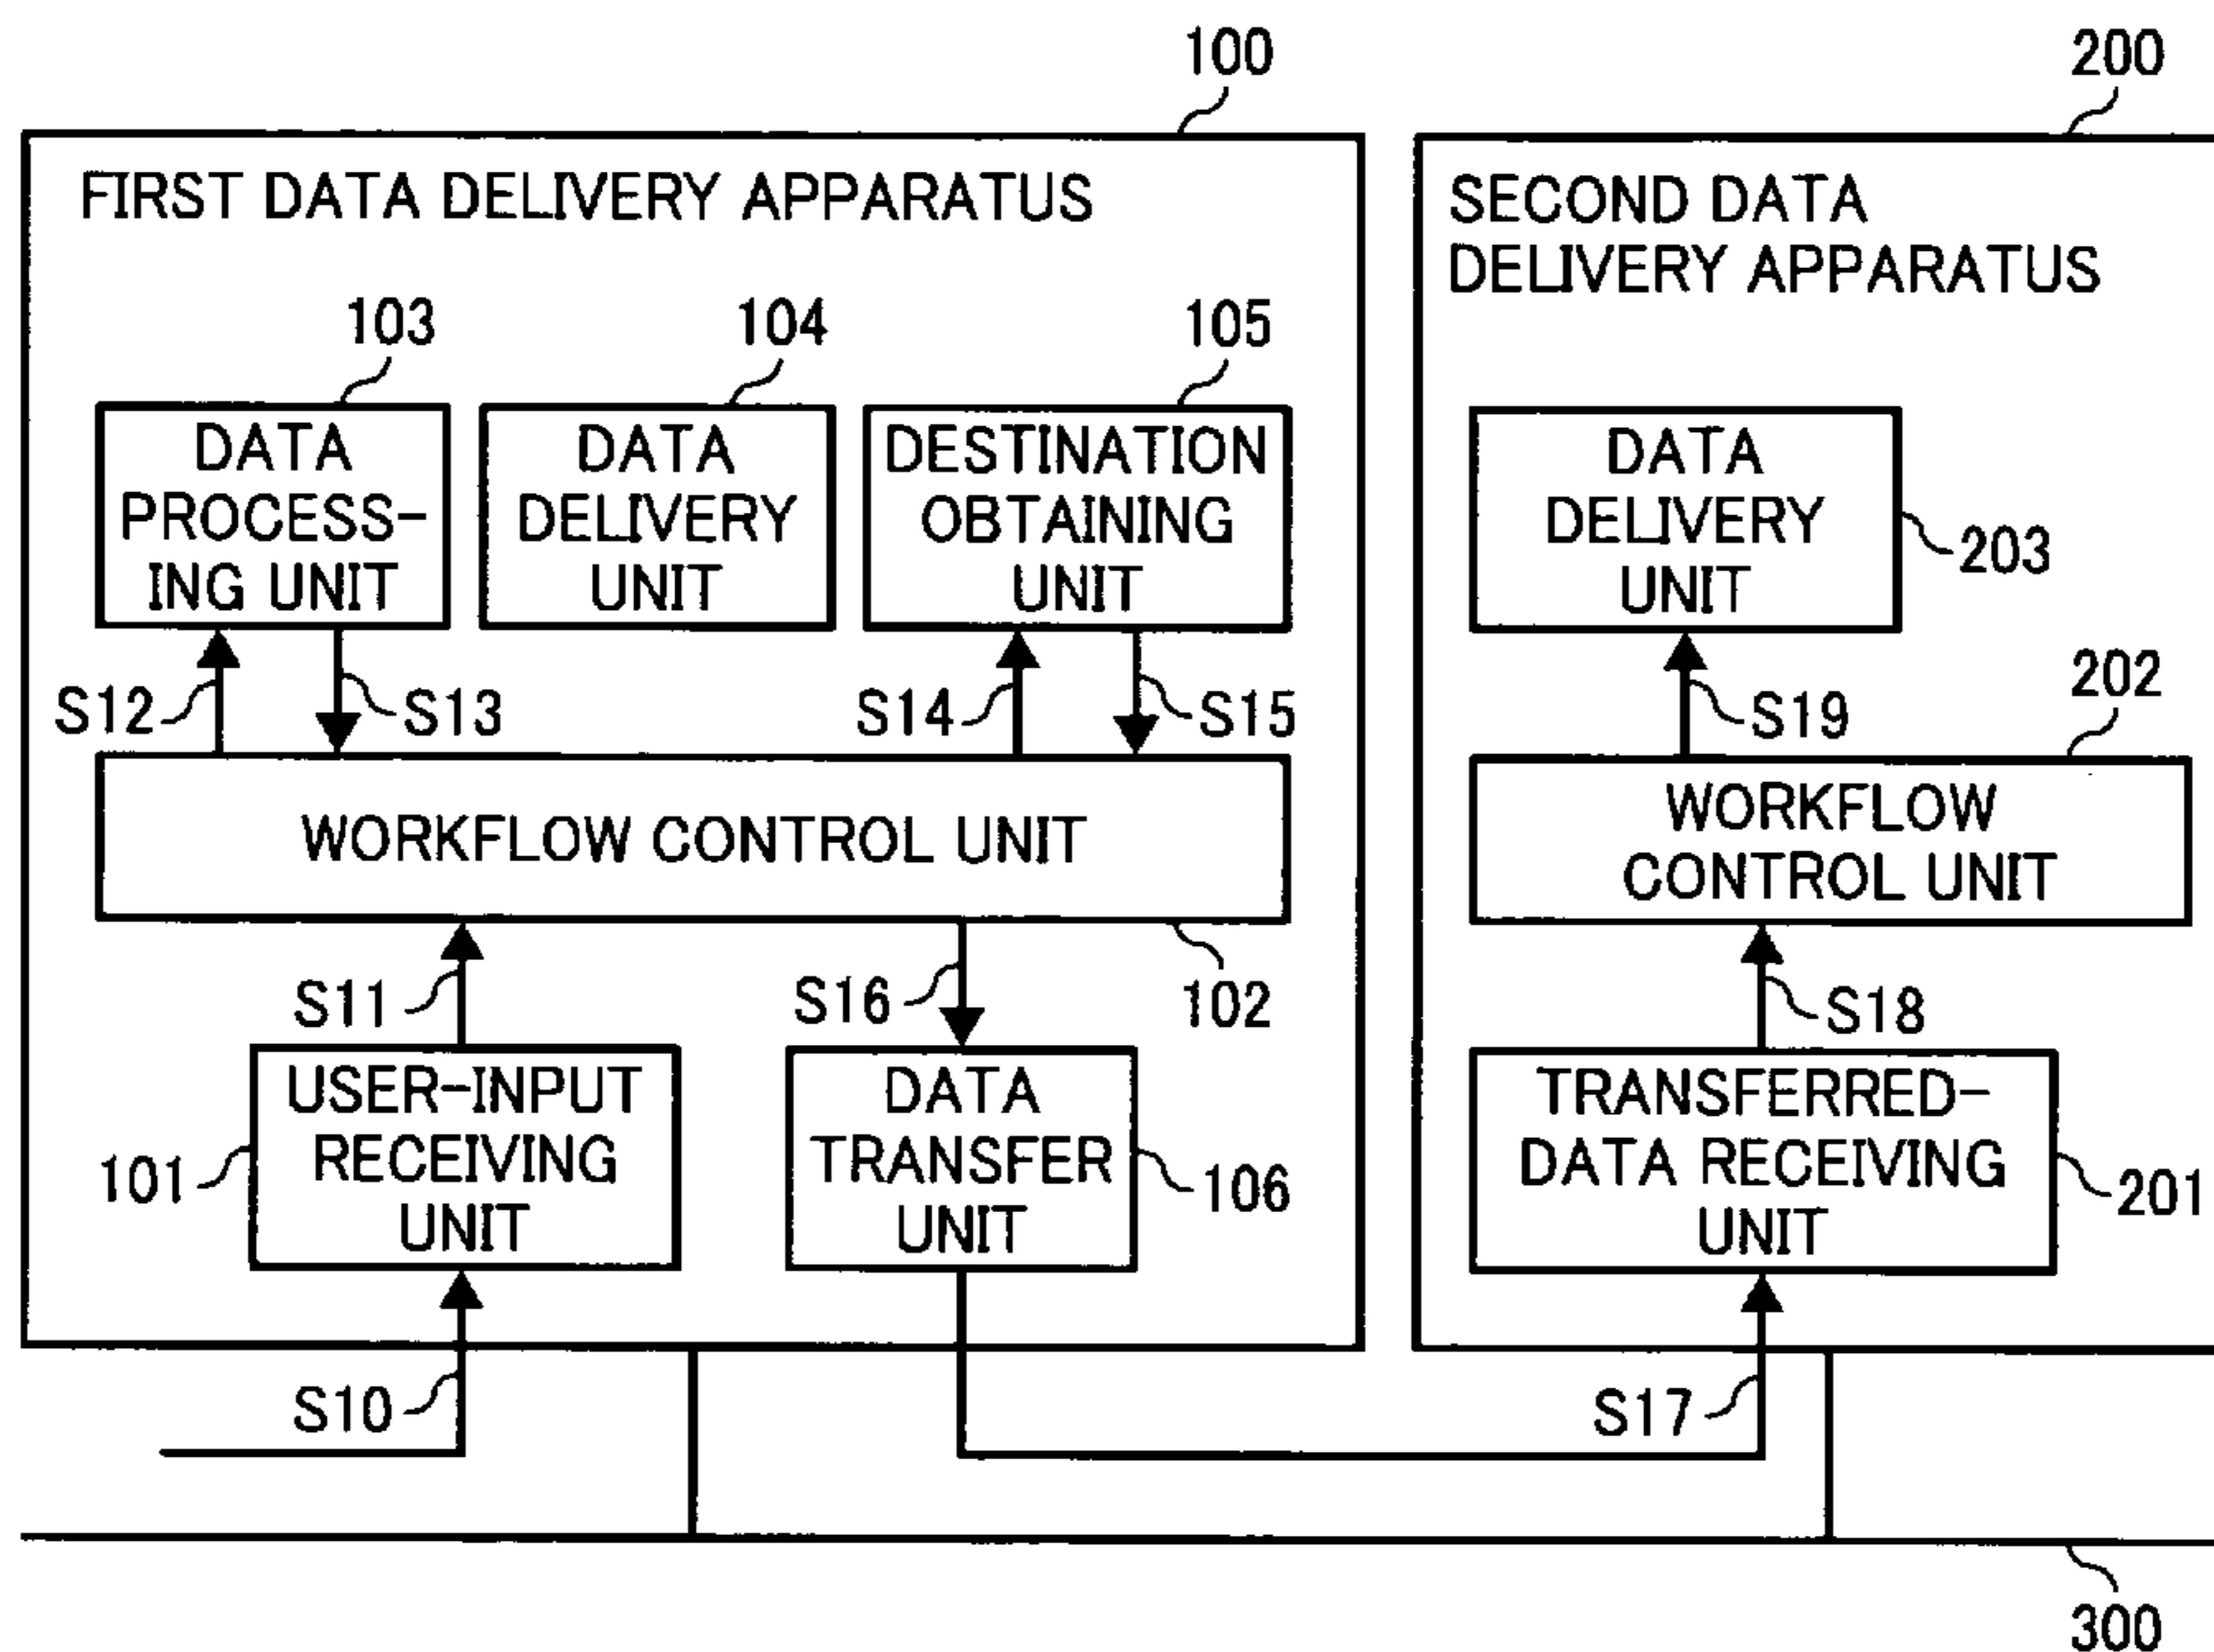 100
200
FIRST DATA DELIVERY APPARATUS
SECOND DATA
DELIVERY APPARATUS
103
104
105
DATA
PROCESS-
ING UNIT
DATA
DELIVERY
UNIT
DESTINATION
OBTAINING
UNIT
DATA
DELIVERY
UNIT
203
S12
S13
S14
S15
S19
202
WORKFLOW CONTROL UNIT
WORKFLOW
CONTROL UNIT
S11
S16
102
S18
USER-INPUT
RECEIVING
UNIT
101
DATA
TRANSFER
UNIT
106
TRANSFERRED-
DATA RECEIVING
UNIT
201
S10
S17
300